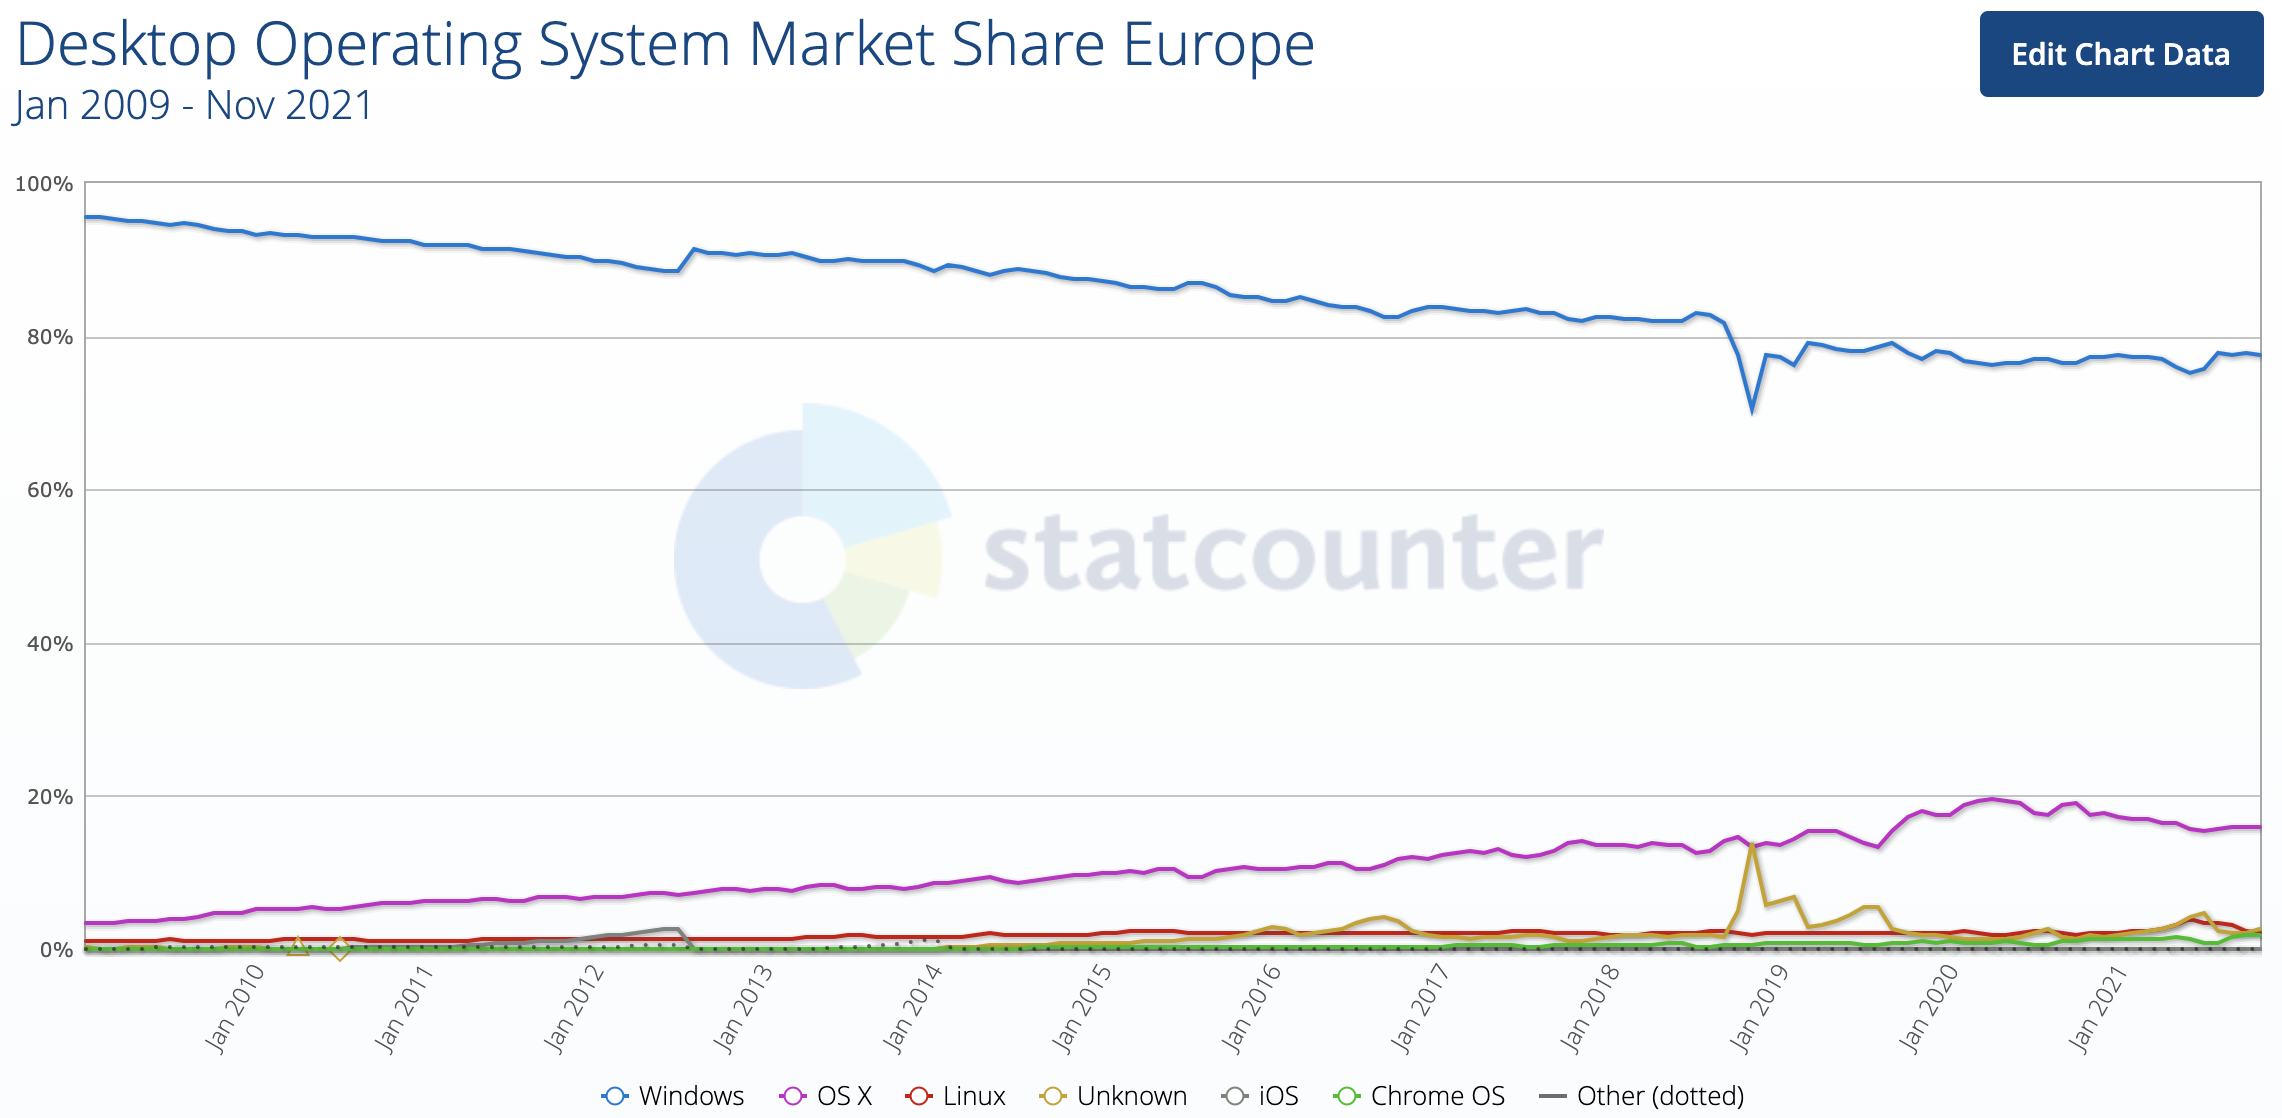 Desktop Operating System Market Share Europe
Edit Chart Data
Jan 2009 - Nov 2021
100%
80%
60%
statcounter
40%
20%
0%
Jan 2010
Jan 2011
Jan 2012
Jan 2013
Jan 2014
Jan 2015
Jan 2016
Jan 2017
Jan 2018
Jan 2019
Jan 2020
Jan 2021
Windows OS X Linux Unknown iOS Chrome OS Other (dotted)